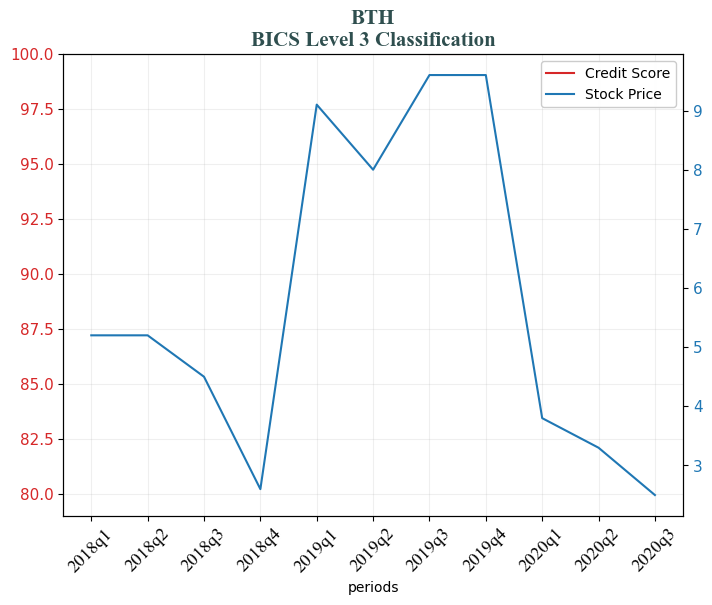 BTH
BICS Level 3 Classification
100.0
97.5
95.0
92.5
90.0
87.5
85.0
82.5
80.0
Credit Score
Stock Price
9
8
7
6
5
4
3
2018q1
2018q2
2018q3
2018q4
2019q1
2019q2
2019q3
2019q4
2020q1
2020q2
2020q3
periods